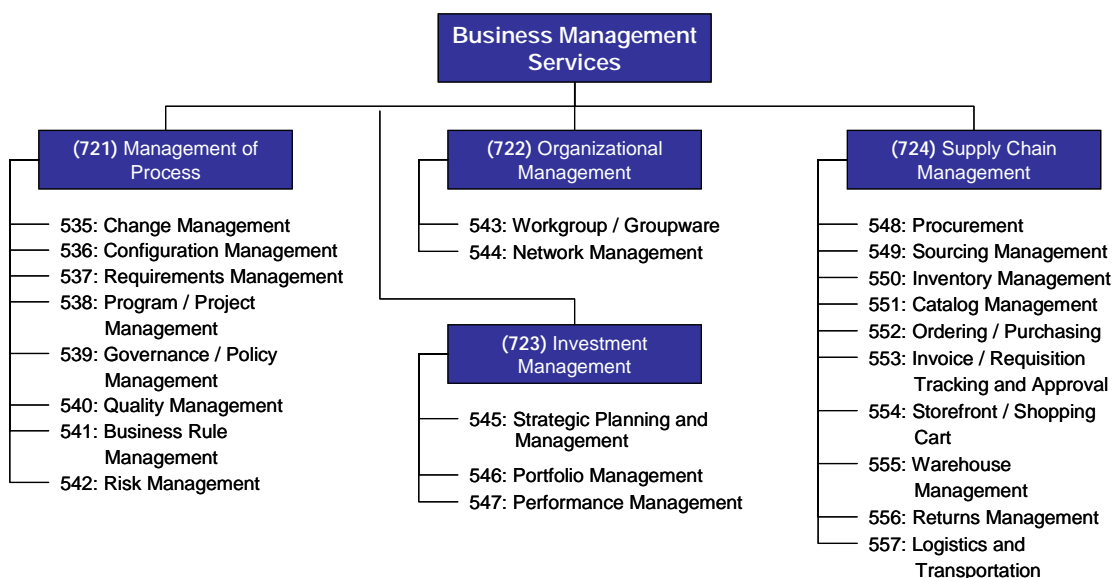 Business Management
Services
(721) Management of
Process
535: Change Management
536: Configuration Management
537: Requirements Management
538: Program / Project
Management
539: Governance / Policy
Management
540: Quality Management
541: Business Rule
Management
542: Risk Management
(722) Organizational
Management
543: Workgroup / Groupware
544: Network Management
(723) Investment
Management
545: Strategic Planning and
Management
546: Portfolio Management
547: Performance Management
(724) Supply Chain
Management
548: Procurement
549: Sourcing Management
550: Inventory Management
551: Catalog Management
552: Ordering / Purchasing
553: Invoice / Requisition
Tracking and Approval
554: Storefront / Shopping
Cart
555: Warehouse
Management
556: Returns Management
557: Logistics and
Transportation